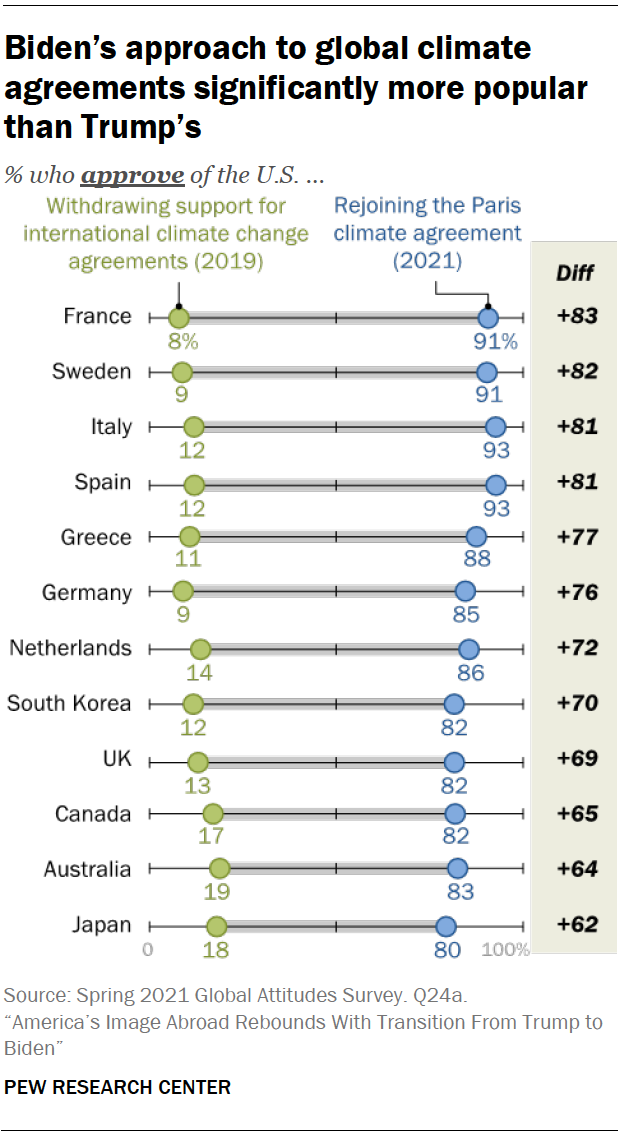 Biden’s approach to global climate
agreements significantly more popular
than Trump’s
% who approve of the U.S. ...
Withdrawing support for
international climate change
agreements (2019)
Rejoining the Paris
climate agreement
(2021)
Diff
France 8% 91% +83
Sweden 9 91 +82
Italy 12 93 +81
Spain 12 93 +81
Greece 11 88 +77
Germany 9 85 +76
Netherlands 14 86 +72
South Korea 12 82 +70
UK 13 82 +69
Canada 17 82 +65
Australia 19 83 +64
Japan 18 80 +62
0 100%
Source: Spring 2021 Global Attitudes Survey. Q24a.
“America’s Image Abroad Rebounds With Transition From Trump to
Biden”
PEW RESEARCH CENTER